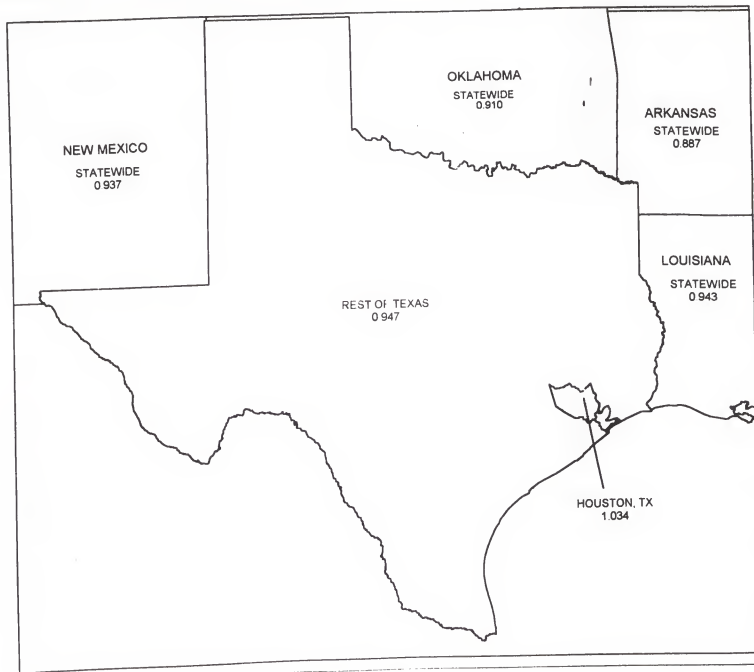 OKLAHOMA
STATEWIDE
0.910
ARKANSAS
STATEWIDE
0.887
NEW MEXICO
STATEWIDE
0.937
LOUISIANA
STATEWIDE
0.943
REST OF TEXAS
0.947
HOUSTON, TX
1.034